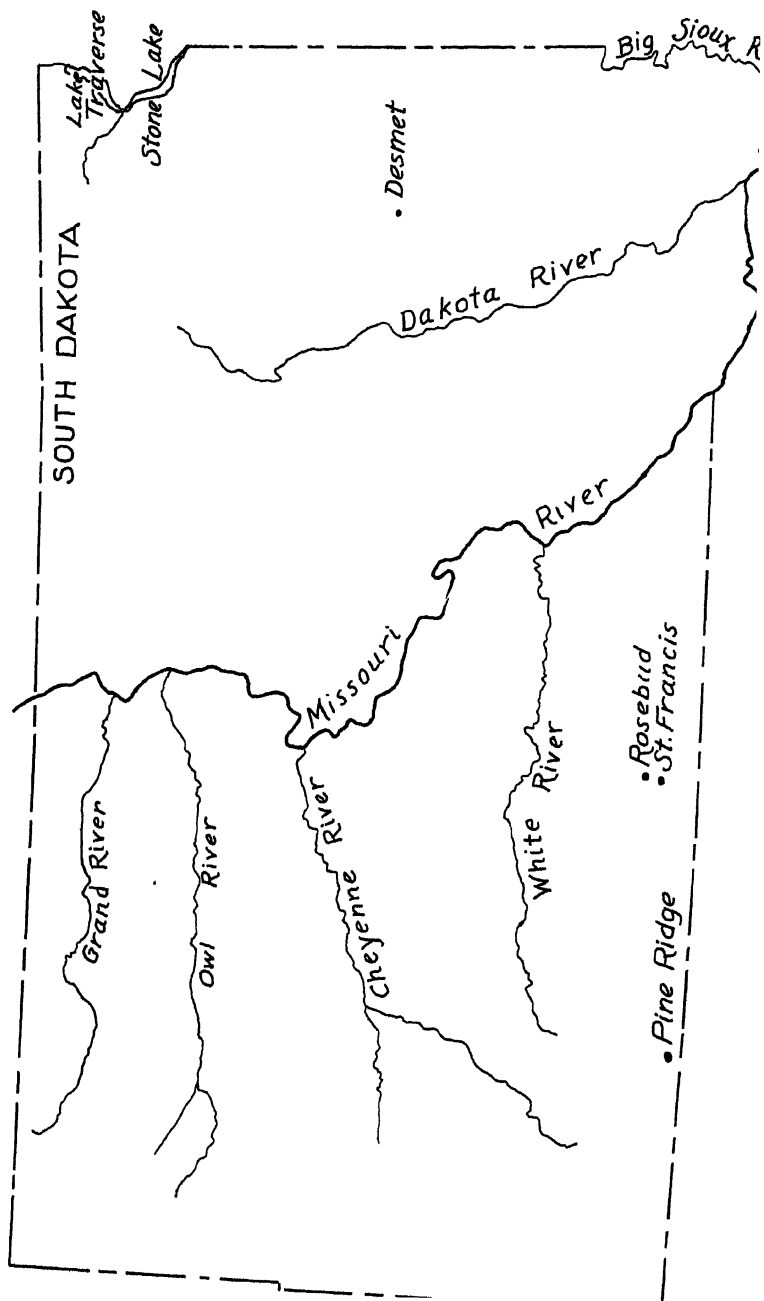 SOUTH DAKOTA
Lake
Traverse
Stone Lake
Big Sioux R
Desmet
Dakota River
Missouri River
Grand River
Owl River
Cheyenne River
White River
Rosebud
St. Francis
Pine Ridge